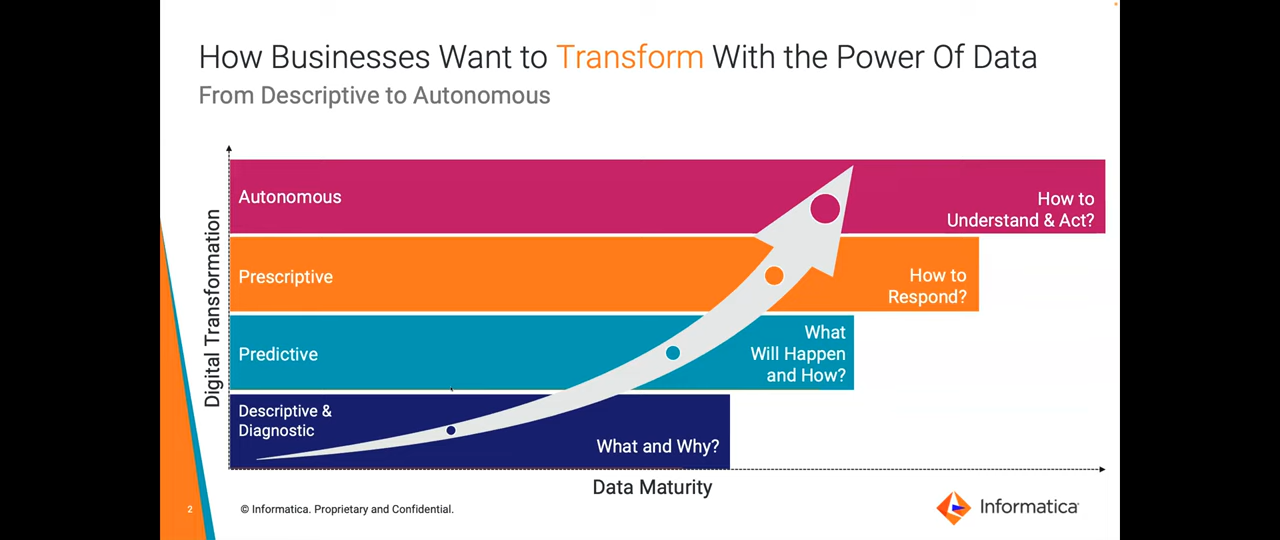 How Businesses Want to Transform With the Power Of Data
From Descriptive to Autonomous
Digital Transformation
Autonomous
How to
Understand & Act?
Prescriptive
How to
Respond?
Predictive
What
Will Happen
and How?
Descriptive &
Diagnostic
What and Why?
Data Maturity
2
© Informatica. Proprietary and Confidential.
Informatica